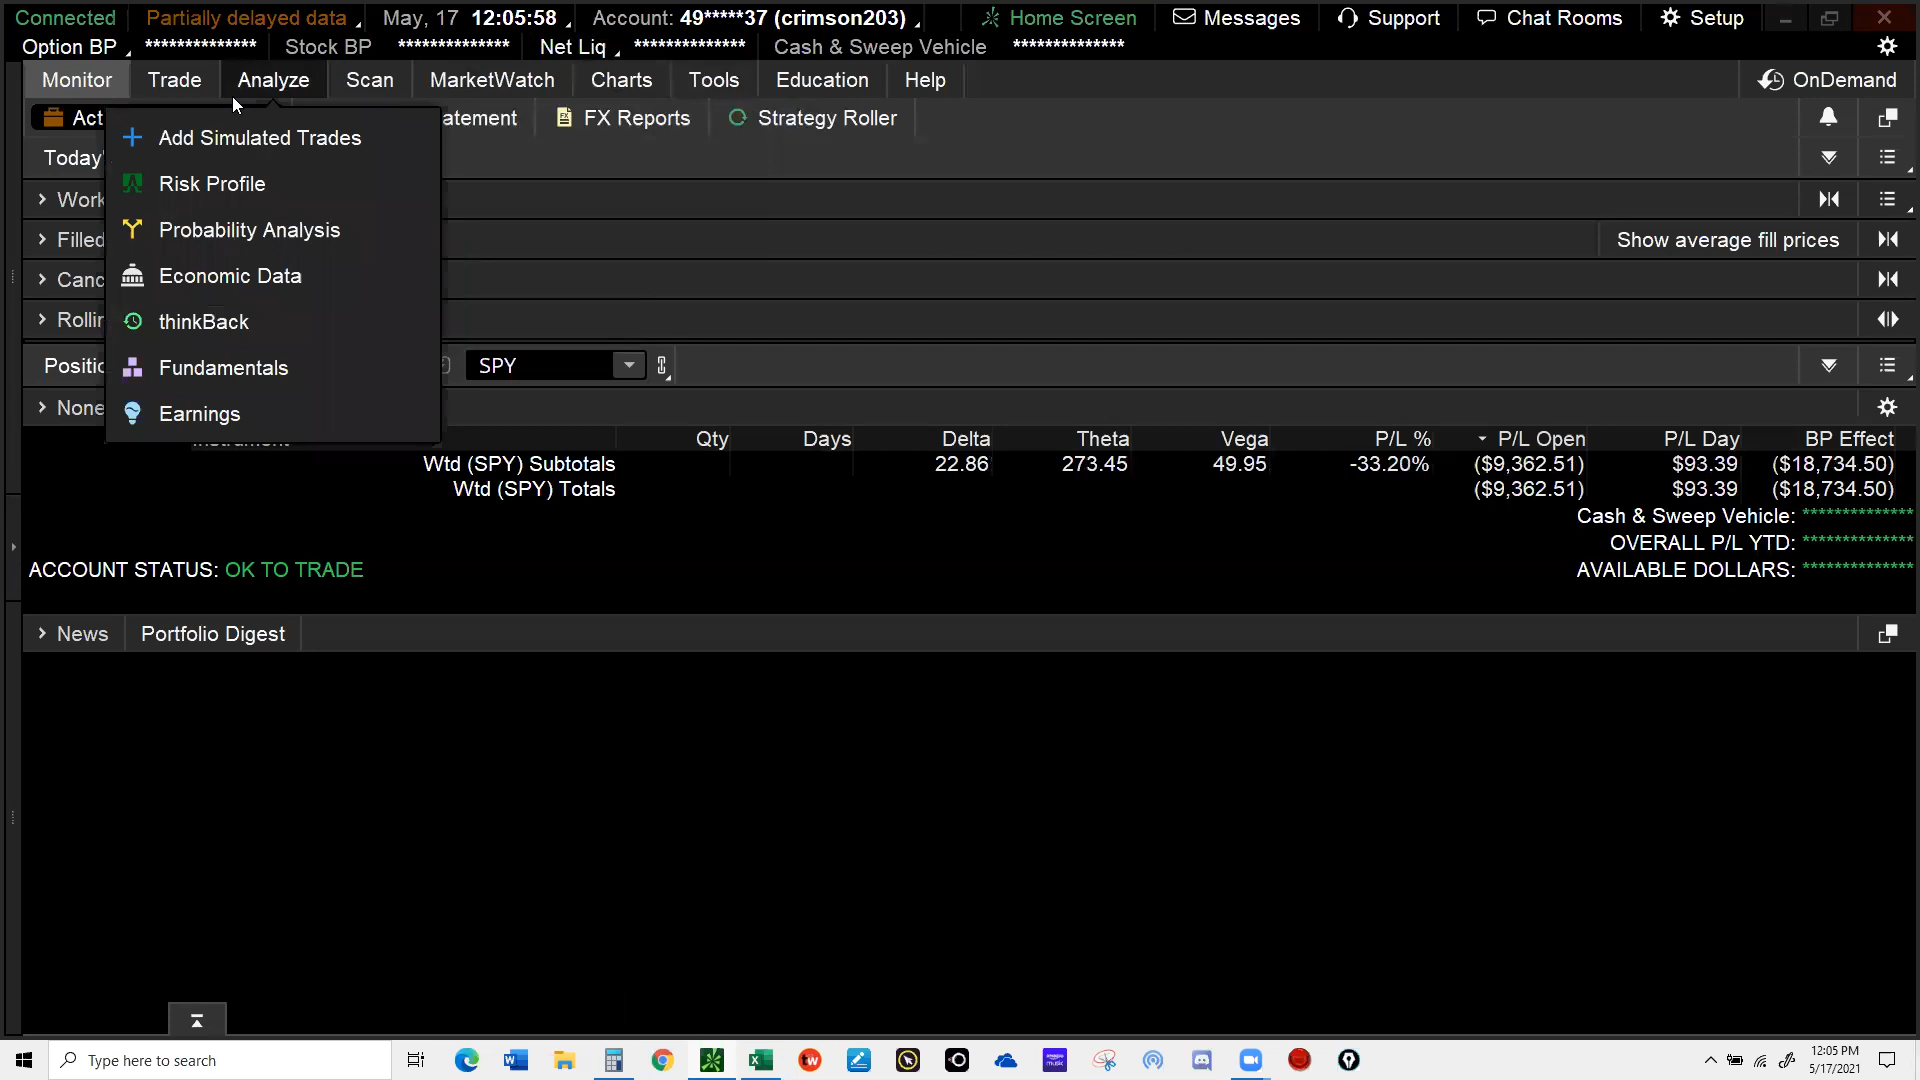 Connected Partially delayed data May, 17 12:05:58 Account: 49*****37 (crimson203) Home Screen Messages Support Chat Rooms Setup
Option BP ************** Stock BP ************** Net Liq ************** Cash & Sweep Vehicle **************
Monitor Trade Analyze Scan MarketWatch Charts Tools Education Help OnDemand
Act atement FX Reports Strategy Roller
Add Simulated Trades
Today'
Risk Profile
Work
Probability Analysis
Filled Show average fill prices
Economic Data
Canc
thinkBack
Rollin
Fundamentals
Positio SPY
Earnings
None
Instrument Qty Days Delta Theta Vega P/L % P/L Open P/L Day BP Effect
Wtd (SPY) Subtotals 22.86 273.45 49.95 -33.20% ($9,362.51) $93.39 ($18,734.50)
Wtd (SPY) Totals ($9,362.51) $93.39 ($18,734.50)
Cash & Sweep Vehicle: **************
OVERALL P/L YTD: **************
ACCOUNT STATUS: OK TO TRADE AVAILABLE DOLLARS: **************
News Portfolio Digest
Type here to search
12:05 PM
5/17/2021